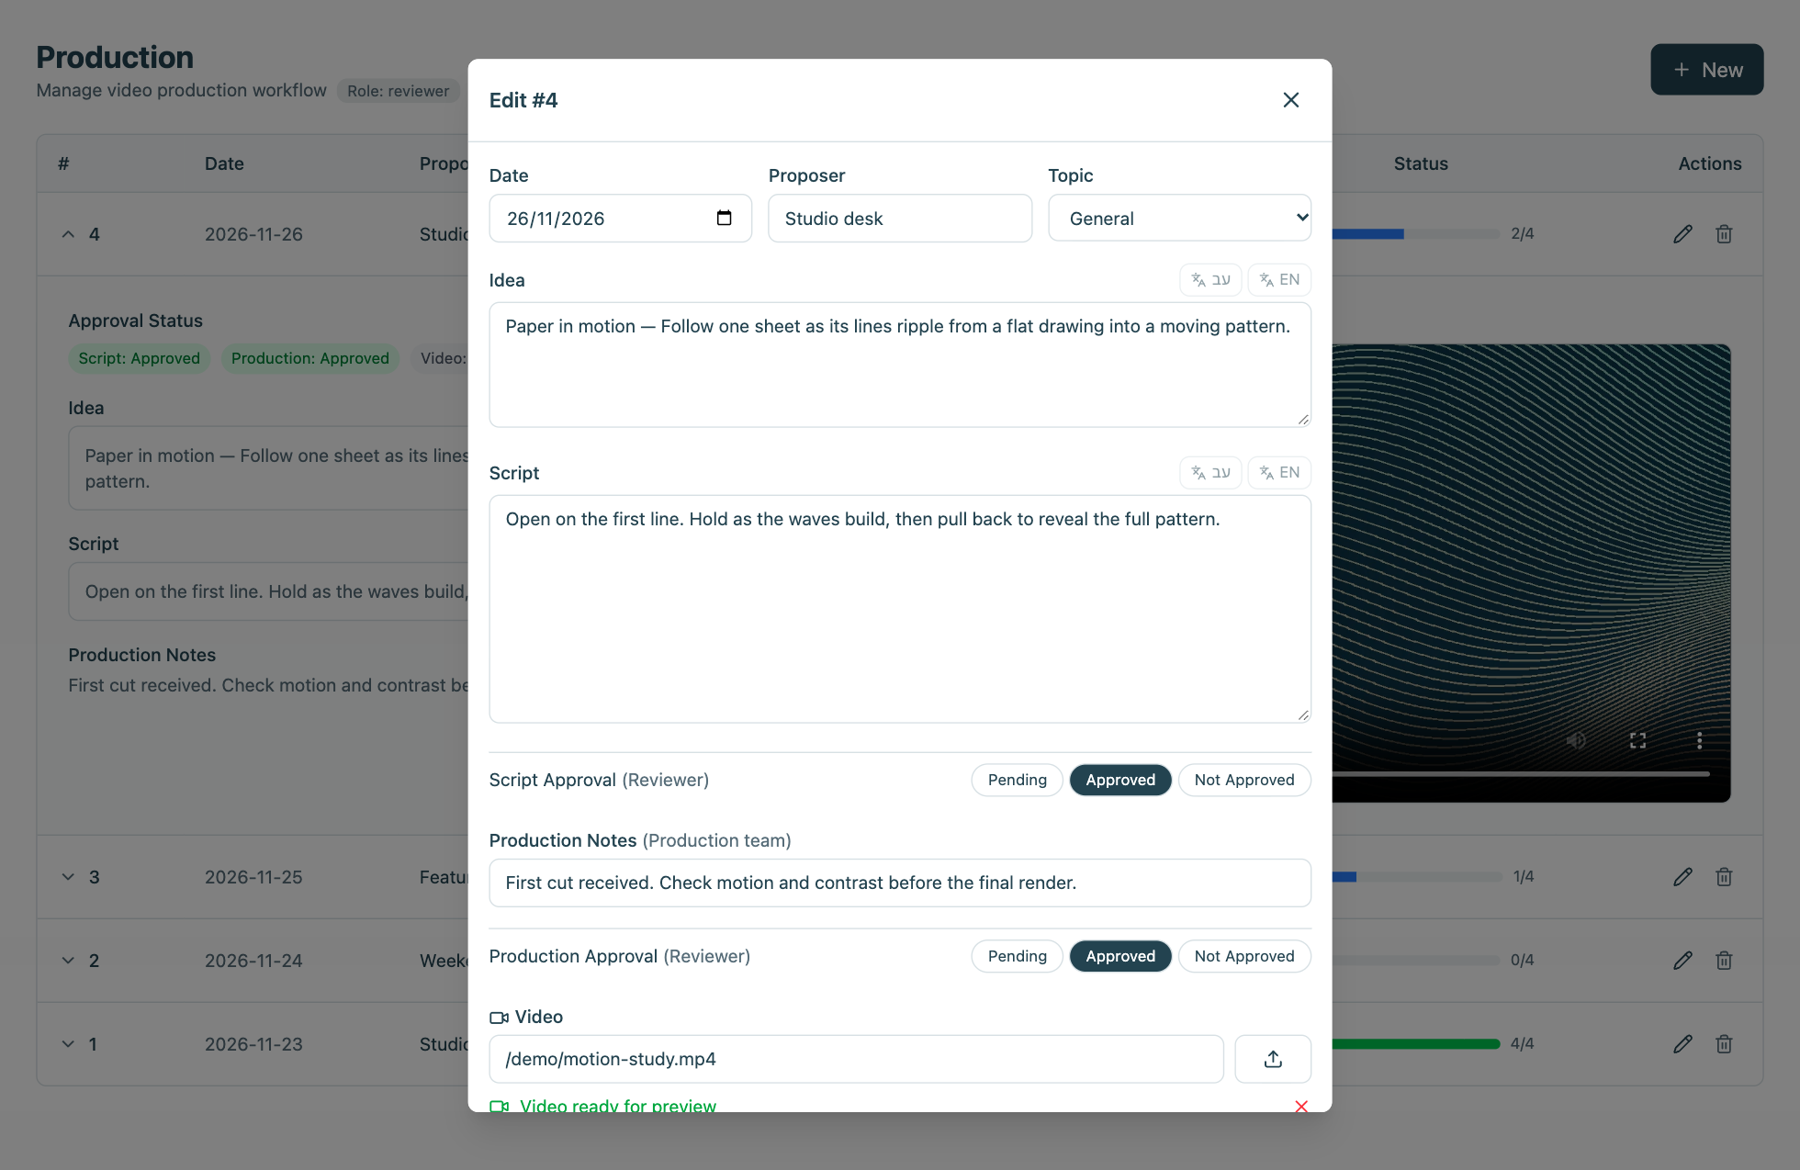 Production
Manage video production workflow
Role: reviewer
+ New
# Date Propo Status Actions
4 2026-11-26 Studio 2/4
Approval Status
Script: Approved Production: Approved Video:
Idea
Paper in motion — Follow one sheet as its lines
pattern.
Script
Open on the first line. Hold as the waves build,
Production Notes
First cut received. Check motion and contrast be
3 2026-11-25 Featu 1/4
2 2026-11-24 Week 0/4
1 2026-11-23 Studio 4/4
Edit #4
Date Proposer Topic
26/11/2026 Studio desk General
Idea עב EN
Paper in motion — Follow one sheet as its lines ripple from a flat drawing into a moving pattern.
Script עב EN
Open on the first line. Hold as the waves build, then pull back to reveal the full pattern.
Script Approval (Reviewer) Pending Approved Not Approved
Production Notes (Production team)
First cut received. Check motion and contrast before the final render.
Production Approval (Reviewer) Pending Approved Not Approved
Video
/demo/motion-study.mp4
Video ready for preview